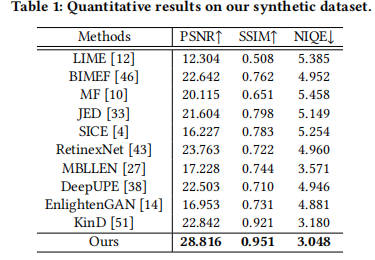 Table 1: Quantitative results on our synthetic dataset.
Methods PSNR↑ SSIM↑ NIQE↓
LIME [12] 12.304 0.508 5.385
BIMEF [46] 22.642 0.762 4.952
MF [10] 20.115 0.651 5.458
JED [33] 21.604 0.798 5.149
SICE [4] 16.227 0.783 5.254
RetinexNet [43] 23.762 0.722 4.960
MBLLEN [27] 17.228 0.744 3.571
DeepUPE [38] 22.503 0.710 4.946
EnlightenGAN [14] 16.953 0.731 4.881
KinD [51] 22.842 0.921 3.180
Ours 28.816 0.951 3.048